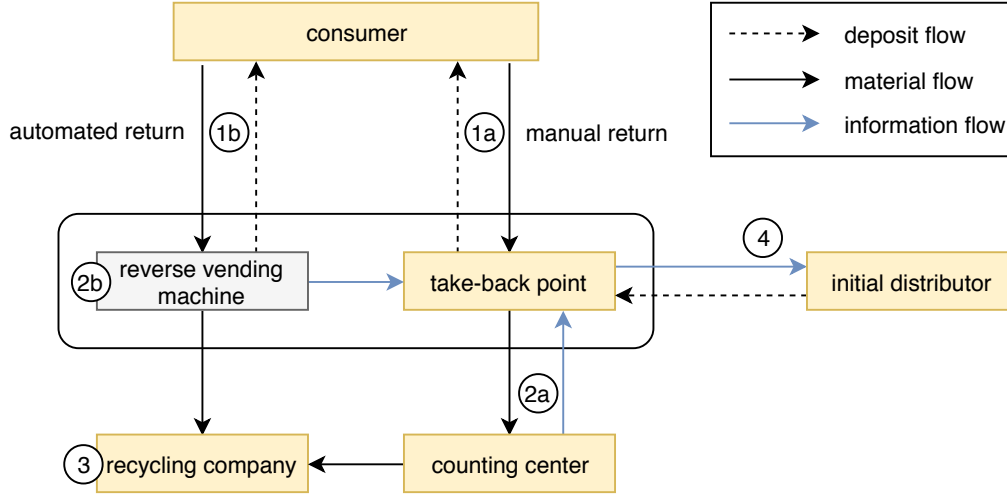 consumer
deposit flow
material flow
information flow
automated return
1b
1a
manual return
4
2b
reverse vending
machine
take-back point
initial distributor
2a
3
recycling company
counting center